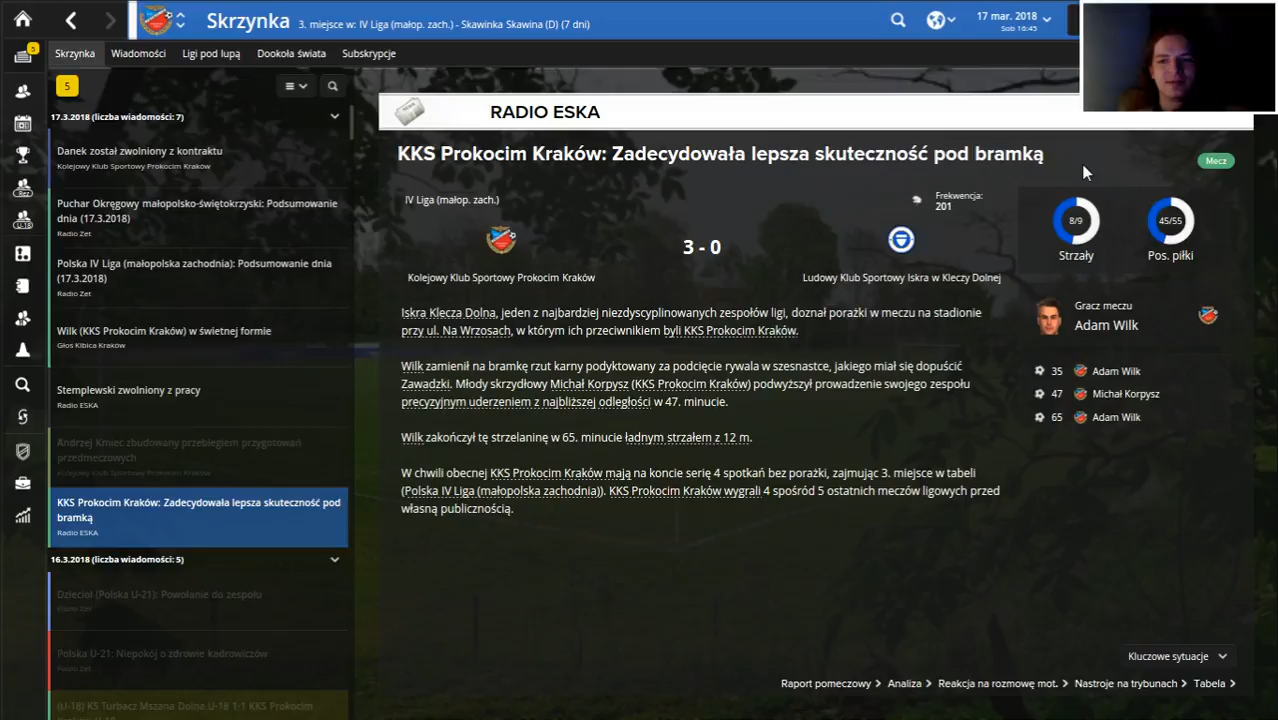 Skrzynka
3. miejsce w: IV Liga (małop. zach.) - Skawinka Skawina (D) (7 dni)
17 mar. 2018
Sob 16:45
5
Skrzynka
Wiadomości
Ligi pod lupą
Dookoła świata
Subskrypcje
5
17.3.2018 (liczba wiadomości: 7)
Danek został zwolniony z kontraktu
Kolejowy Klub Sportowy Prokocim Kraków
Puchar Okręgowy małopolsko-świętokrzyski: Podsumowanie
dnia (17.3.2018)
Radio Zet
Polska IV Liga (małopolska zachodnia): Podsumowanie dnia
(17.3.2018)
Radio Zet
Wilk (KKS Prokocim Kraków) w świetnej formie
Głos Kibica Kraków
Stemplewski zwolniony z pracy
Radio ESKA
Andrzej Kmiec zbudowany przebiegiem przygotowań
przedmeczowych
Kolejowy Klub Sportowy Prokocim Kraków
KKS Prokocim Kraków: Zadecydowała lepsza skuteczność pod
bramką
Radio ESKA
16.3.2018 (liczba wiadomości: 5)
Dzięcioł (Polska U-21): Powołanie do zespołu
Radio Zet
Polska U-21: Niepokój o zdrowie kadrowiczów
Radio Zet
(U-18) KS Turbacz Mszana Dolna U-18 1-1 KKS Prokocim
RADIO ESKA
KKS Prokocim Kraków: Zadecydowała lepsza skuteczność pod bramką
Mecz
IV Liga (małop. zach.)
Frekwencja:
201
3 - 0
Kolejowy Klub Sportowy Prokocim Kraków
Ludowy Klub Sportowy Iskra w Kleczy Dolnej
8/9
Strzały
45/55
Pos. piłki
Iskra Klecza Dolna, jeden z najbardziej niezdyscyplinowanych zespołów ligi, doznał porażki w meczu na stadionie
przy ul. Na Wrzosach, w którym ich przeciwnikiem byli KKS Prokocim Kraków.
Wilk zamienił na bramkę rzut karny podyktowany za podcięcie rywala w szesnastce, jakiego miał się dopuścić
Zawadzki. Młody skrzydłowy Michał Korpysz (KKS Prokocim Kraków) podwyższył prowadzenie swojego zespołu
precyzyjnym uderzeniem z najbliższej odległości w 47. minucie.
Wilk zakończył tę strzelaninę w 65. minucie ładnym strzałem z 12 m.
W chwili obecnej KKS Prokocim Kraków mają na koncie serię 4 spotkań bez porażki, zajmując 3. miejsce w tabeli
(Polska IV Liga (małopolska zachodnia)). KKS Prokocim Kraków wygrali 4 spośród 5 ostatnich meczów ligowych przed
własną publicznością.
Gracz meczu
Adam Wilk
35 Adam Wilk
47 Michał Korpysz
65 Adam Wilk
Kluczowe sytuacje
Raport pomeczowy
Analiza
Reakcja na rozmowę mot.
Nastroje na trybunach
Tabela